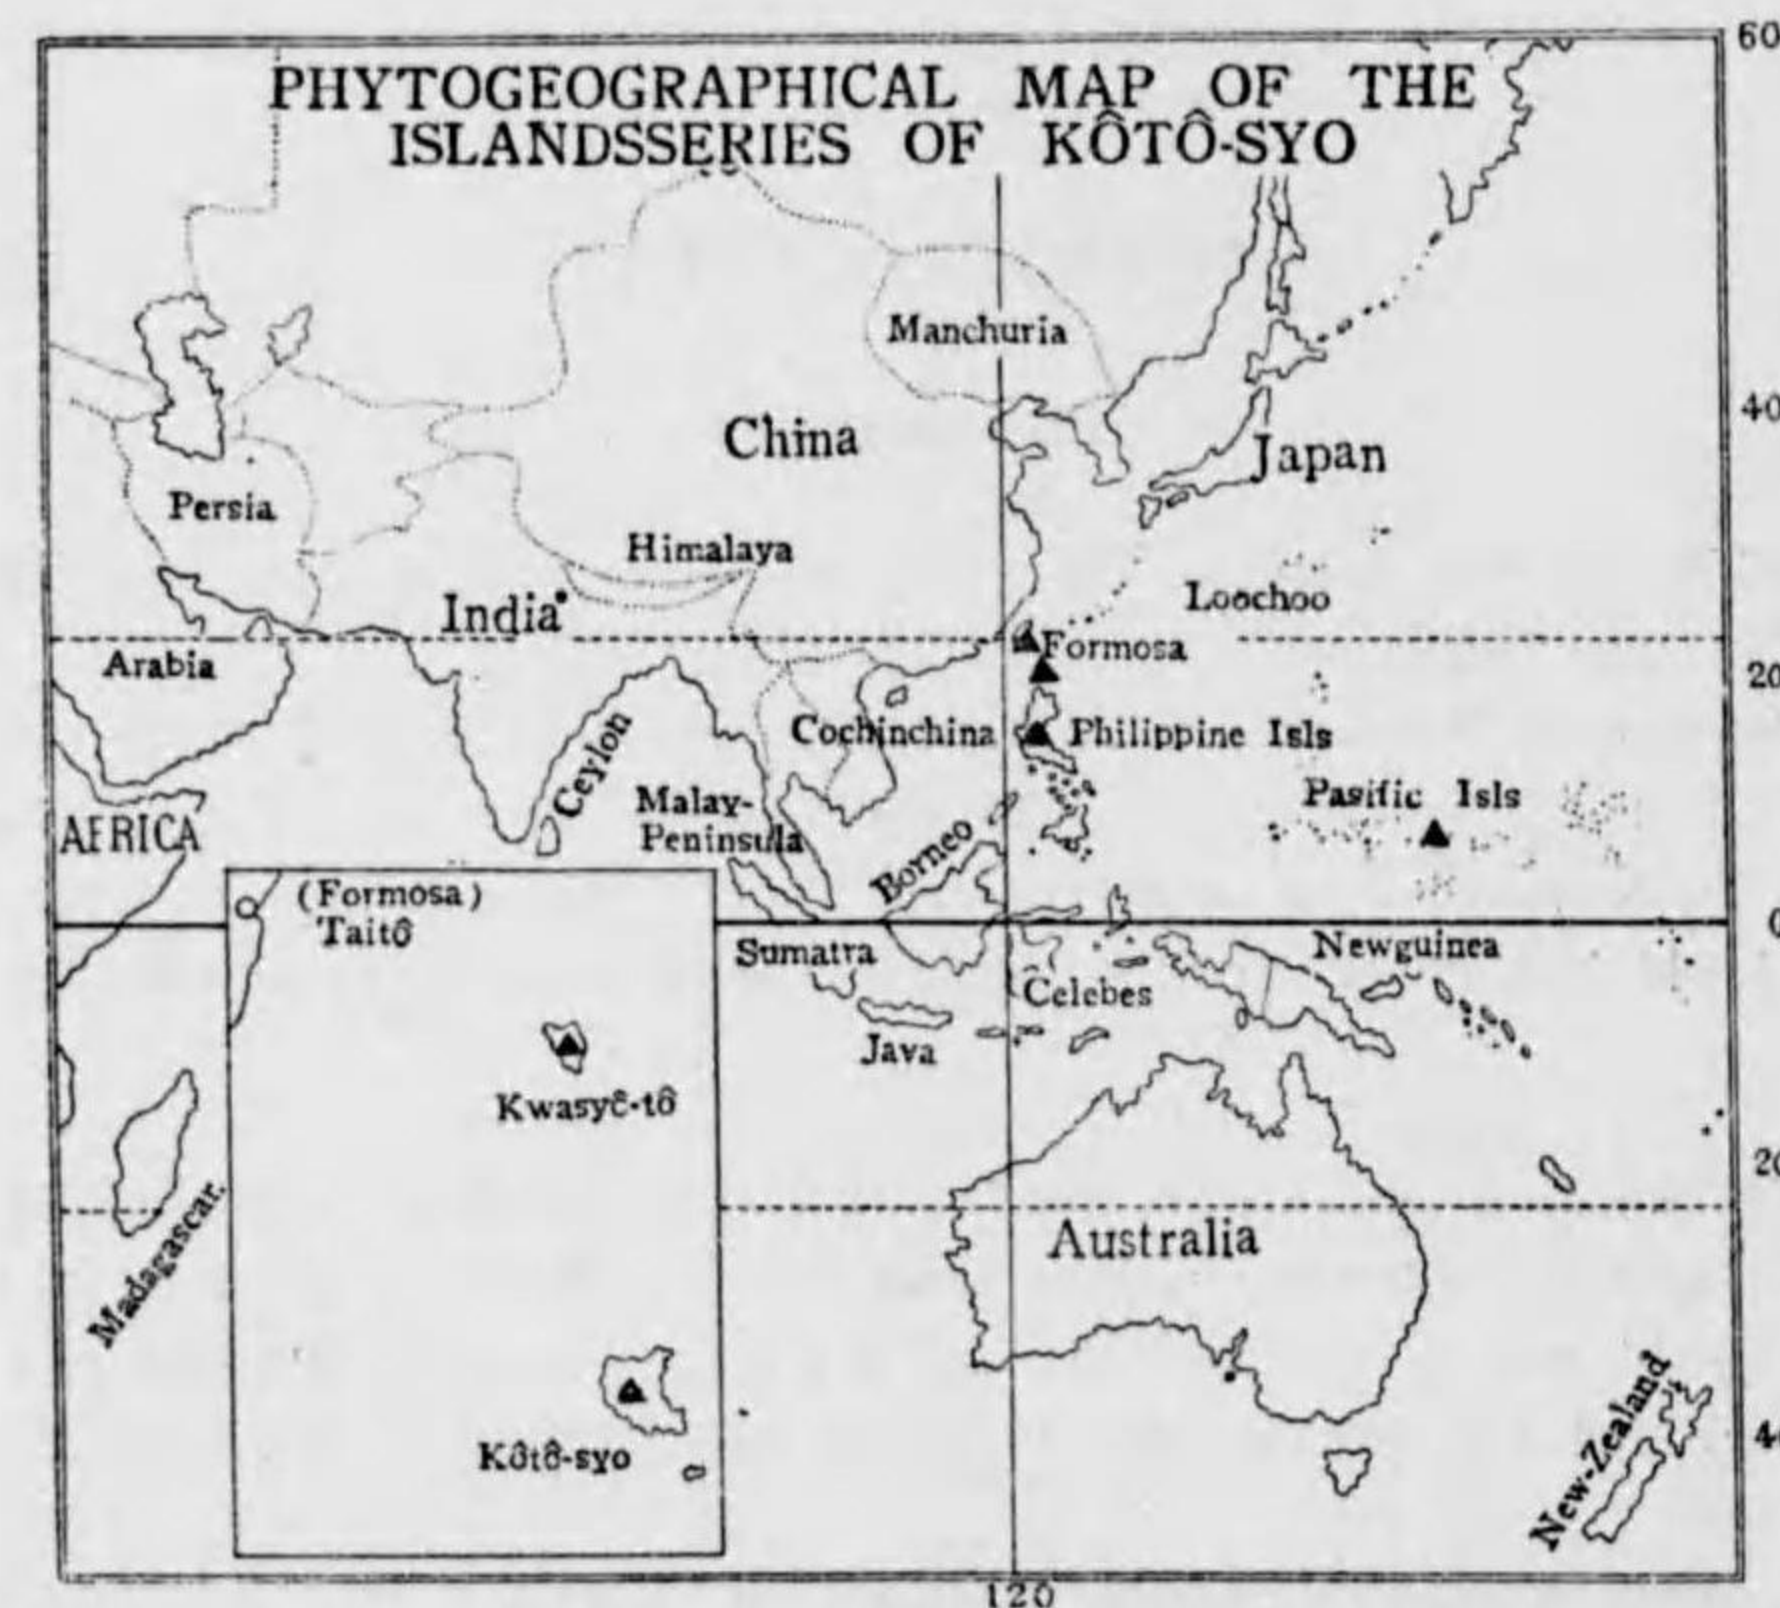 PHYTOGEOGRAPHICAL MAP OF THE
ISLANDSSERIES OF KÔTÔ-SYO
60
Manchuria
40
China
Japan
Persia
Himalaya
India
Loochoo
Formosa
Arabia
20
Cochinchina
Philippine Isls
Ceylon
Malay-
Peninsula
Pasific Isls
AFRICA
Borneo
(Formosa)
Taitô
0
Sumatra
Newguinea
Celebes
Java
Kwasyô-tô
20
Madagascar.
Australia
Kôtô-syo
New-Zealand
4
120